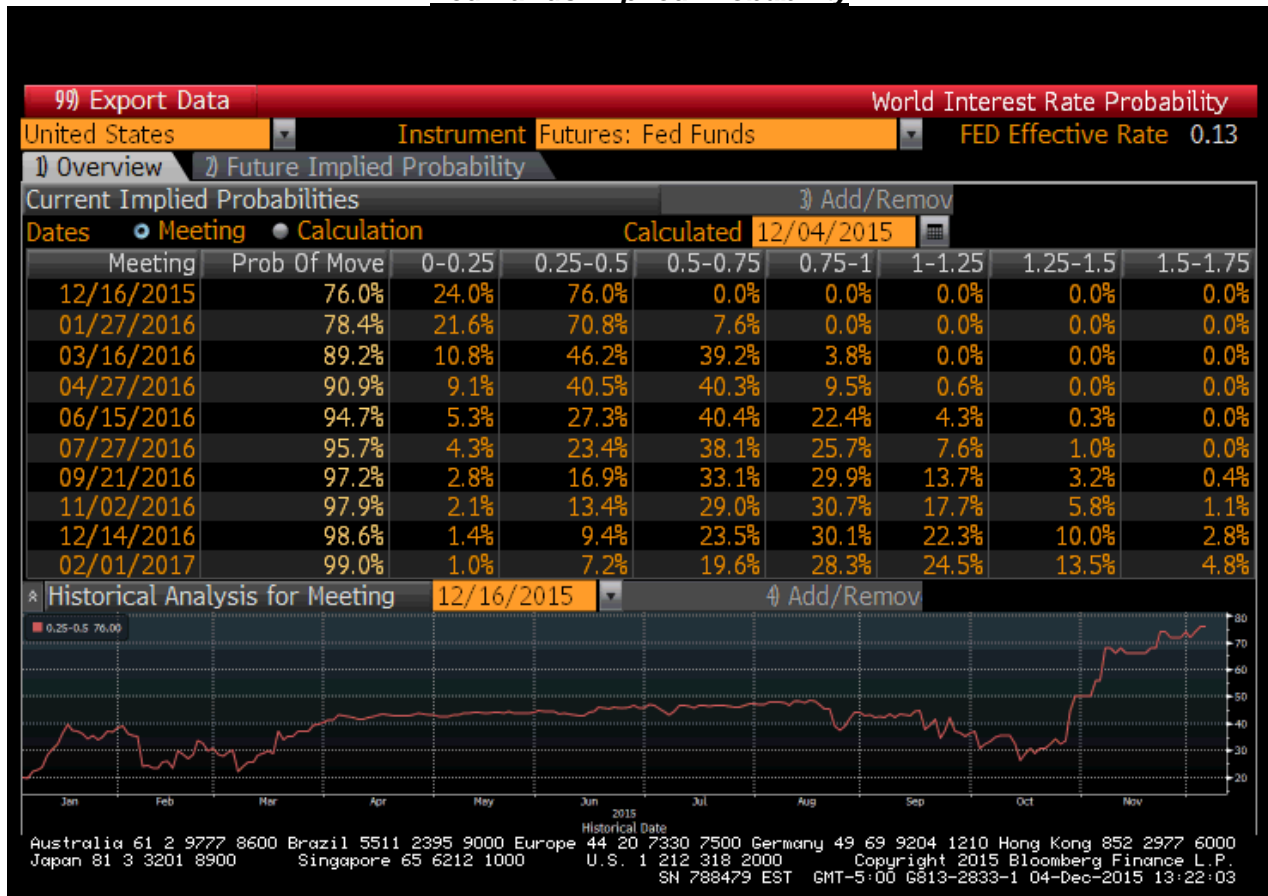 99) Export Data World Interest Rate Probability
United States Instrument Futures: Fed Funds FED Effective Rate 0.13
1) Overview 2) Future Implied Probability
Current Implied Probabilities 3) Add/Remov
Dates Meeting Calculation Calculated 12/04/2015
Meeting Prob Of Move 0-0.25 0.25-0.5 0.5-0.75 0.75-1 1-1.25 1.25-1.5 1.5-1.75
12/16/2015 76.0% 24.0% 76.0% 0.0% 0.0% 0.0% 0.0% 0.0%
01/27/2016 78.4% 21.6% 70.8% 7.6% 0.0% 0.0% 0.0% 0.0%
03/16/2016 89.2% 10.8% 46.2% 39.2% 3.8% 0.0% 0.0% 0.0%
04/27/2016 90.9% 9.1% 40.5% 40.3% 9.5% 0.6% 0.0% 0.0%
06/15/2016 94.7% 5.3% 27.3% 40.4% 22.4% 4.3% 0.3% 0.0%
07/27/2016 95.7% 4.3% 23.4% 38.1% 25.7% 7.6% 1.0% 0.0%
09/21/2016 97.2% 2.8% 16.9% 33.1% 29.9% 13.7% 3.2% 0.4%
11/02/2016 97.9% 2.1% 13.4% 29.0% 30.7% 17.7% 5.8% 1.1%
12/14/2016 98.6% 1.4% 9.4% 23.5% 30.1% 22.3% 10.0% 2.8%
02/01/2017 99.0% 1.0% 7.2% 19.6% 28.3% 24.5% 13.5% 4.8%
Historical Analysis for Meeting 12/16/2015 4) Add/Remov
0.25-0.5 76.00
80
70
60
50
40
30
20
Jan Feb Mar Apr May Jun Jul Aug Sep Oct Nov
2015
Historical Date
Australia 61 2 9777 8600 Brazil 5511 2395 9000 Europe 44 20 7330 7500 Germany 49 69 9204 1210 Hong Kong 852 2977 6000
Japan 81 3 3201 8900 Singapore 65 6212 1000 U.S. 1 212 318 2000 Copyright 2015 Bloomberg Finance L.P.
SN 788479 EST GMT-5:00 G813-2833-1 04-Dec-2015 13:22:03